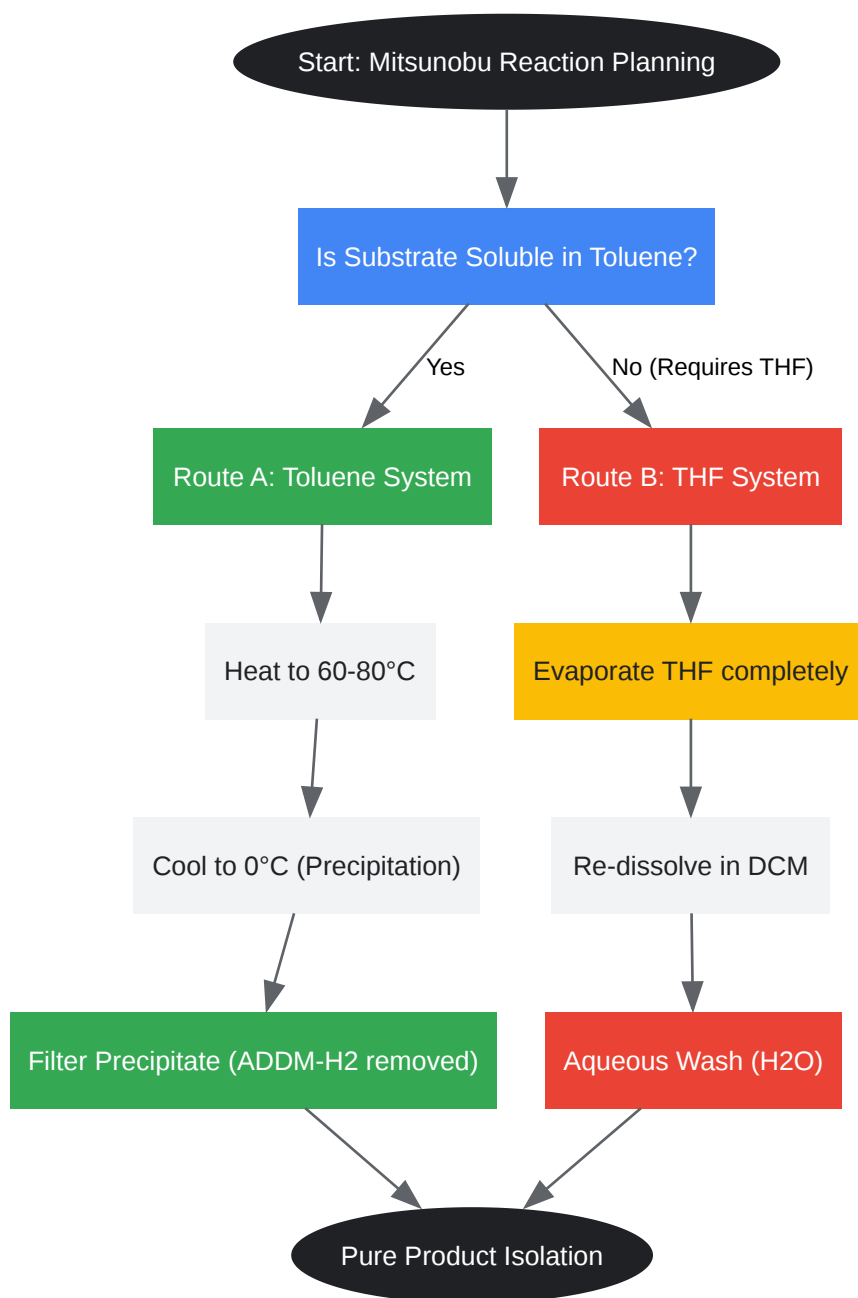 Start: Mitsunobu Reaction Planning
Is Substrate Soluble in Toluene?
Yes
No (Requires THF)
Route A: Toluene System
Route B: THF System
Heat to 60-80°C
Evaporate THF completely
Cool to 0°C (Precipitation)
Re-dissolve in DCM
Filter Precipitate (ADDM-H2 removed)
Aqueous Wash (H2O)
Pure Product Isolation